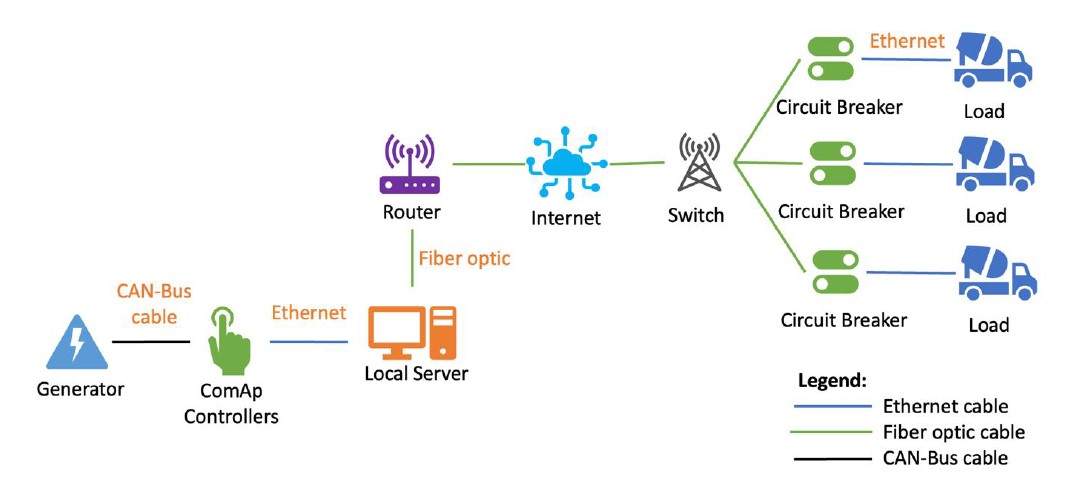 Ethernet
Circuit Breaker
Load
Router
Internet
Switch
Circuit Breaker
Load
Fiber optic
CAN-Bus
cable
Ethernet
Circuit Breaker
Load
Generator
ComAp
Controllers
Local Server
Legend:
Ethernet cable
Fiber optic cable
CAN-Bus cable